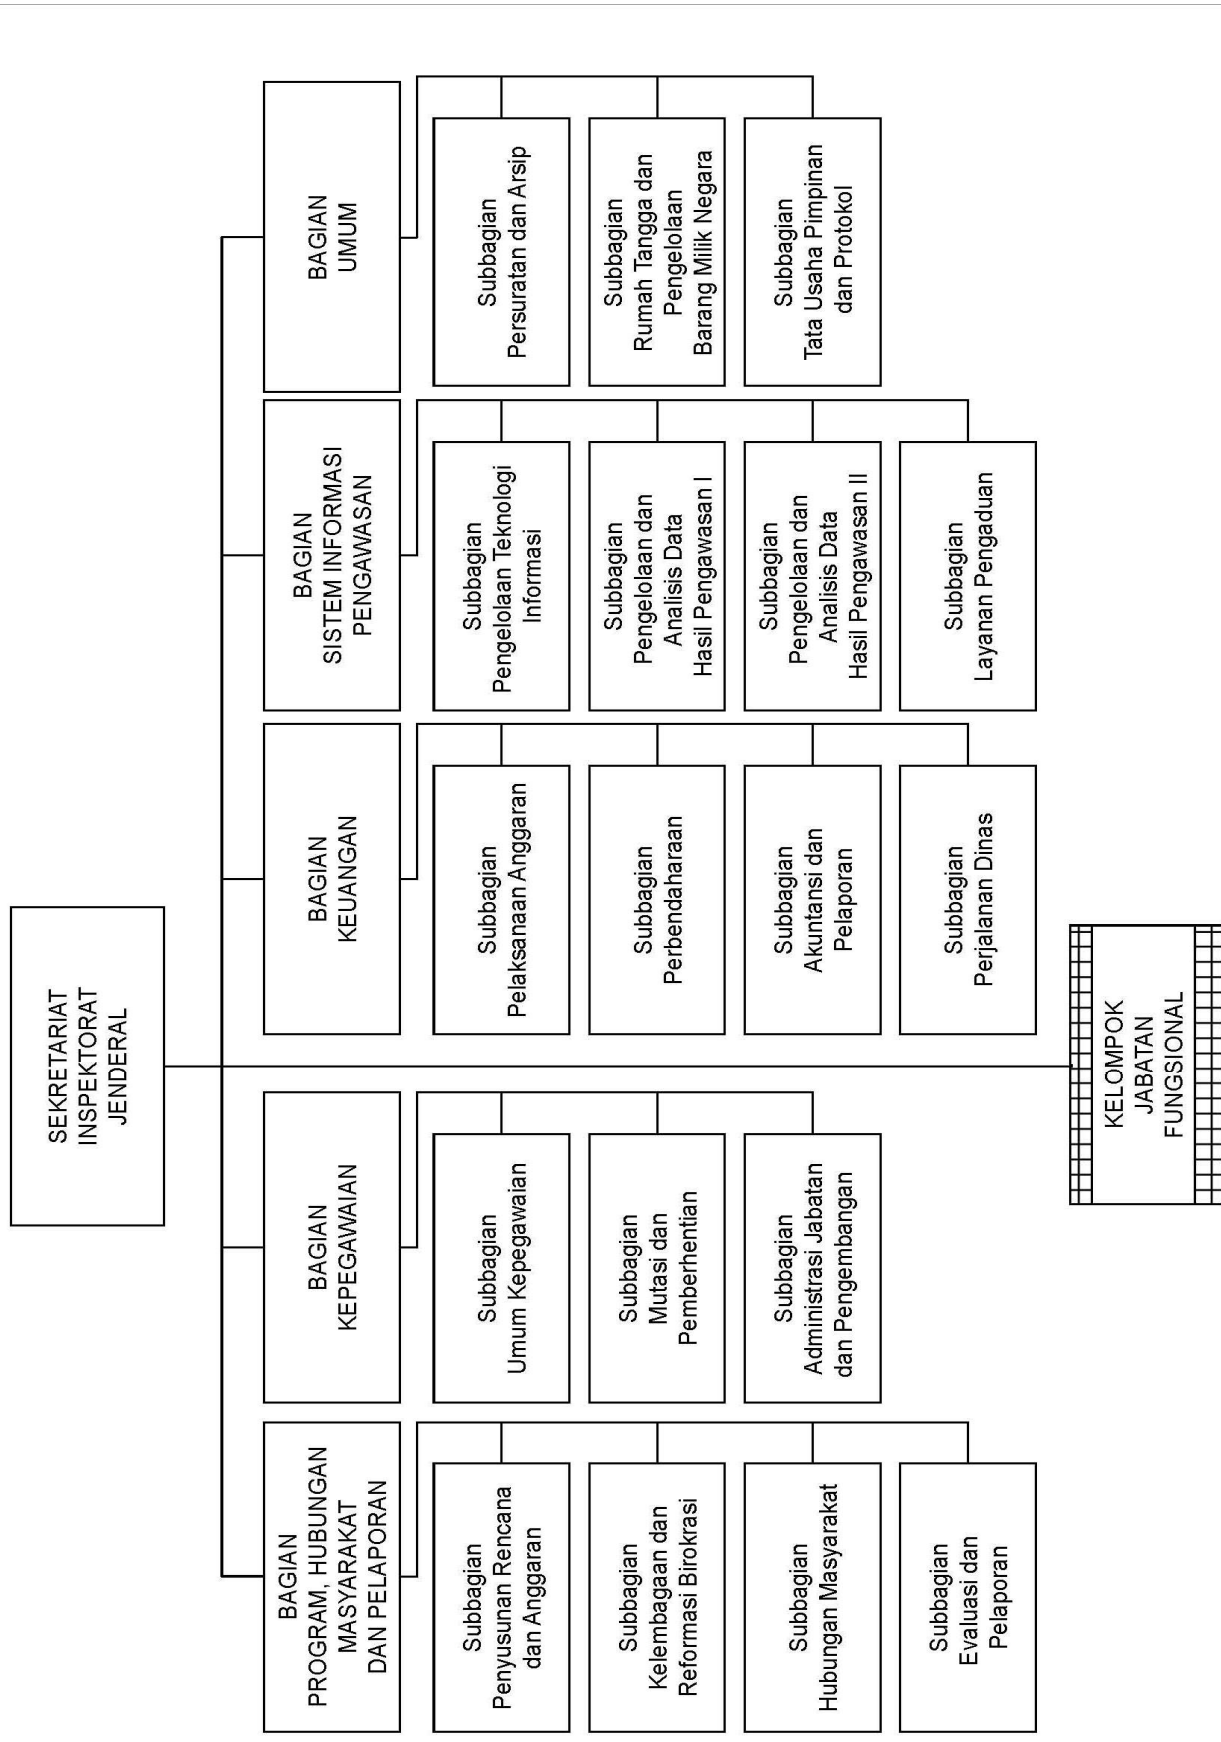 SEKRETARIAT
INSPEKTORAT
JENDERAL
BAGIAN
PROGRAM, HUBUNGAN
MASYARAKAT
DAN PELAPORAN
BAGIAN
KEPEGAWAIAN
BAGIAN
KEUANGAN
BAGIAN
SISTEM INFORMASI
PENGAWASAN
BAGIAN
UMUM
Subbagian
Penyusunan Rencana
dan Anggaran
Subbagian
Umum Kepegawaian
Subbagian
Pelaksanaan Anggaran
Subbagian
Pengelolaan Teknologi
Informasi
Subbagian
Persuratan dan Arsip
Subbagian
Kelembagaan dan
Reformasi Birokrasi
Subbagian
Mutasi dan
Pemberhentian
Subbagian
Perbendaharaan
Subbagian
Pengelolaan dan
Analisis Data
Hasil Pengawasan I
Subbagian
Rumah Tangga dan
Pengelolaan
Barang Milik Negara
Subbagian
Hubungan Masyarakat
Subbagian
Administrasi Jabatan
dan Pengembangan
Subbagian
Akuntansi dan
Pelaporan
Subbagian
Pengelolaan dan
Analisis Data
Hasil Pengawasan II
Subbagian
Tata Usaha Pimpinan
dan Protokol
Subbagian
Evaluasi dan
Pelaporan
Subbagian
Perjalanan Dinas
Subbagian
Layanan Pengaduan
KELOMPOK
JABATAN
FUNGSIONAL